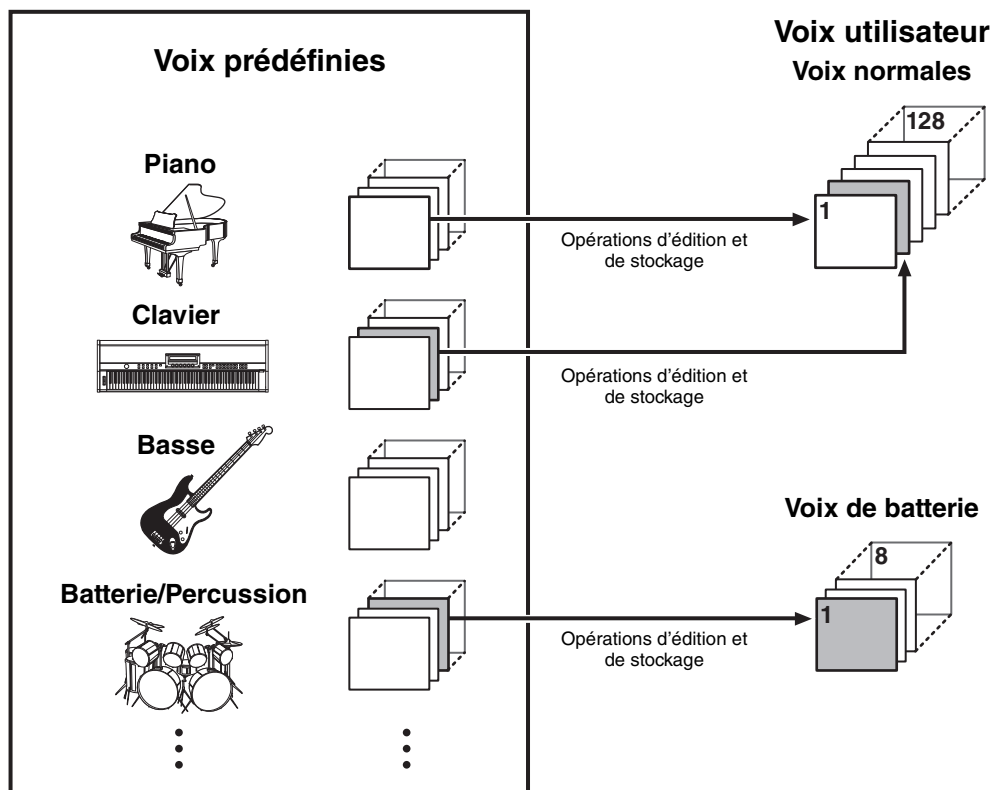 Voix prédéfinies
Voix utilisateur
Voix normales
Piano
128
1
Opérations d'édition et
de stockage
Clavier
Opérations d'édition et
de stockage
Basse
Voix de batterie
Batterie/Percussion
8
1
Opérations d'édition et
de stockage